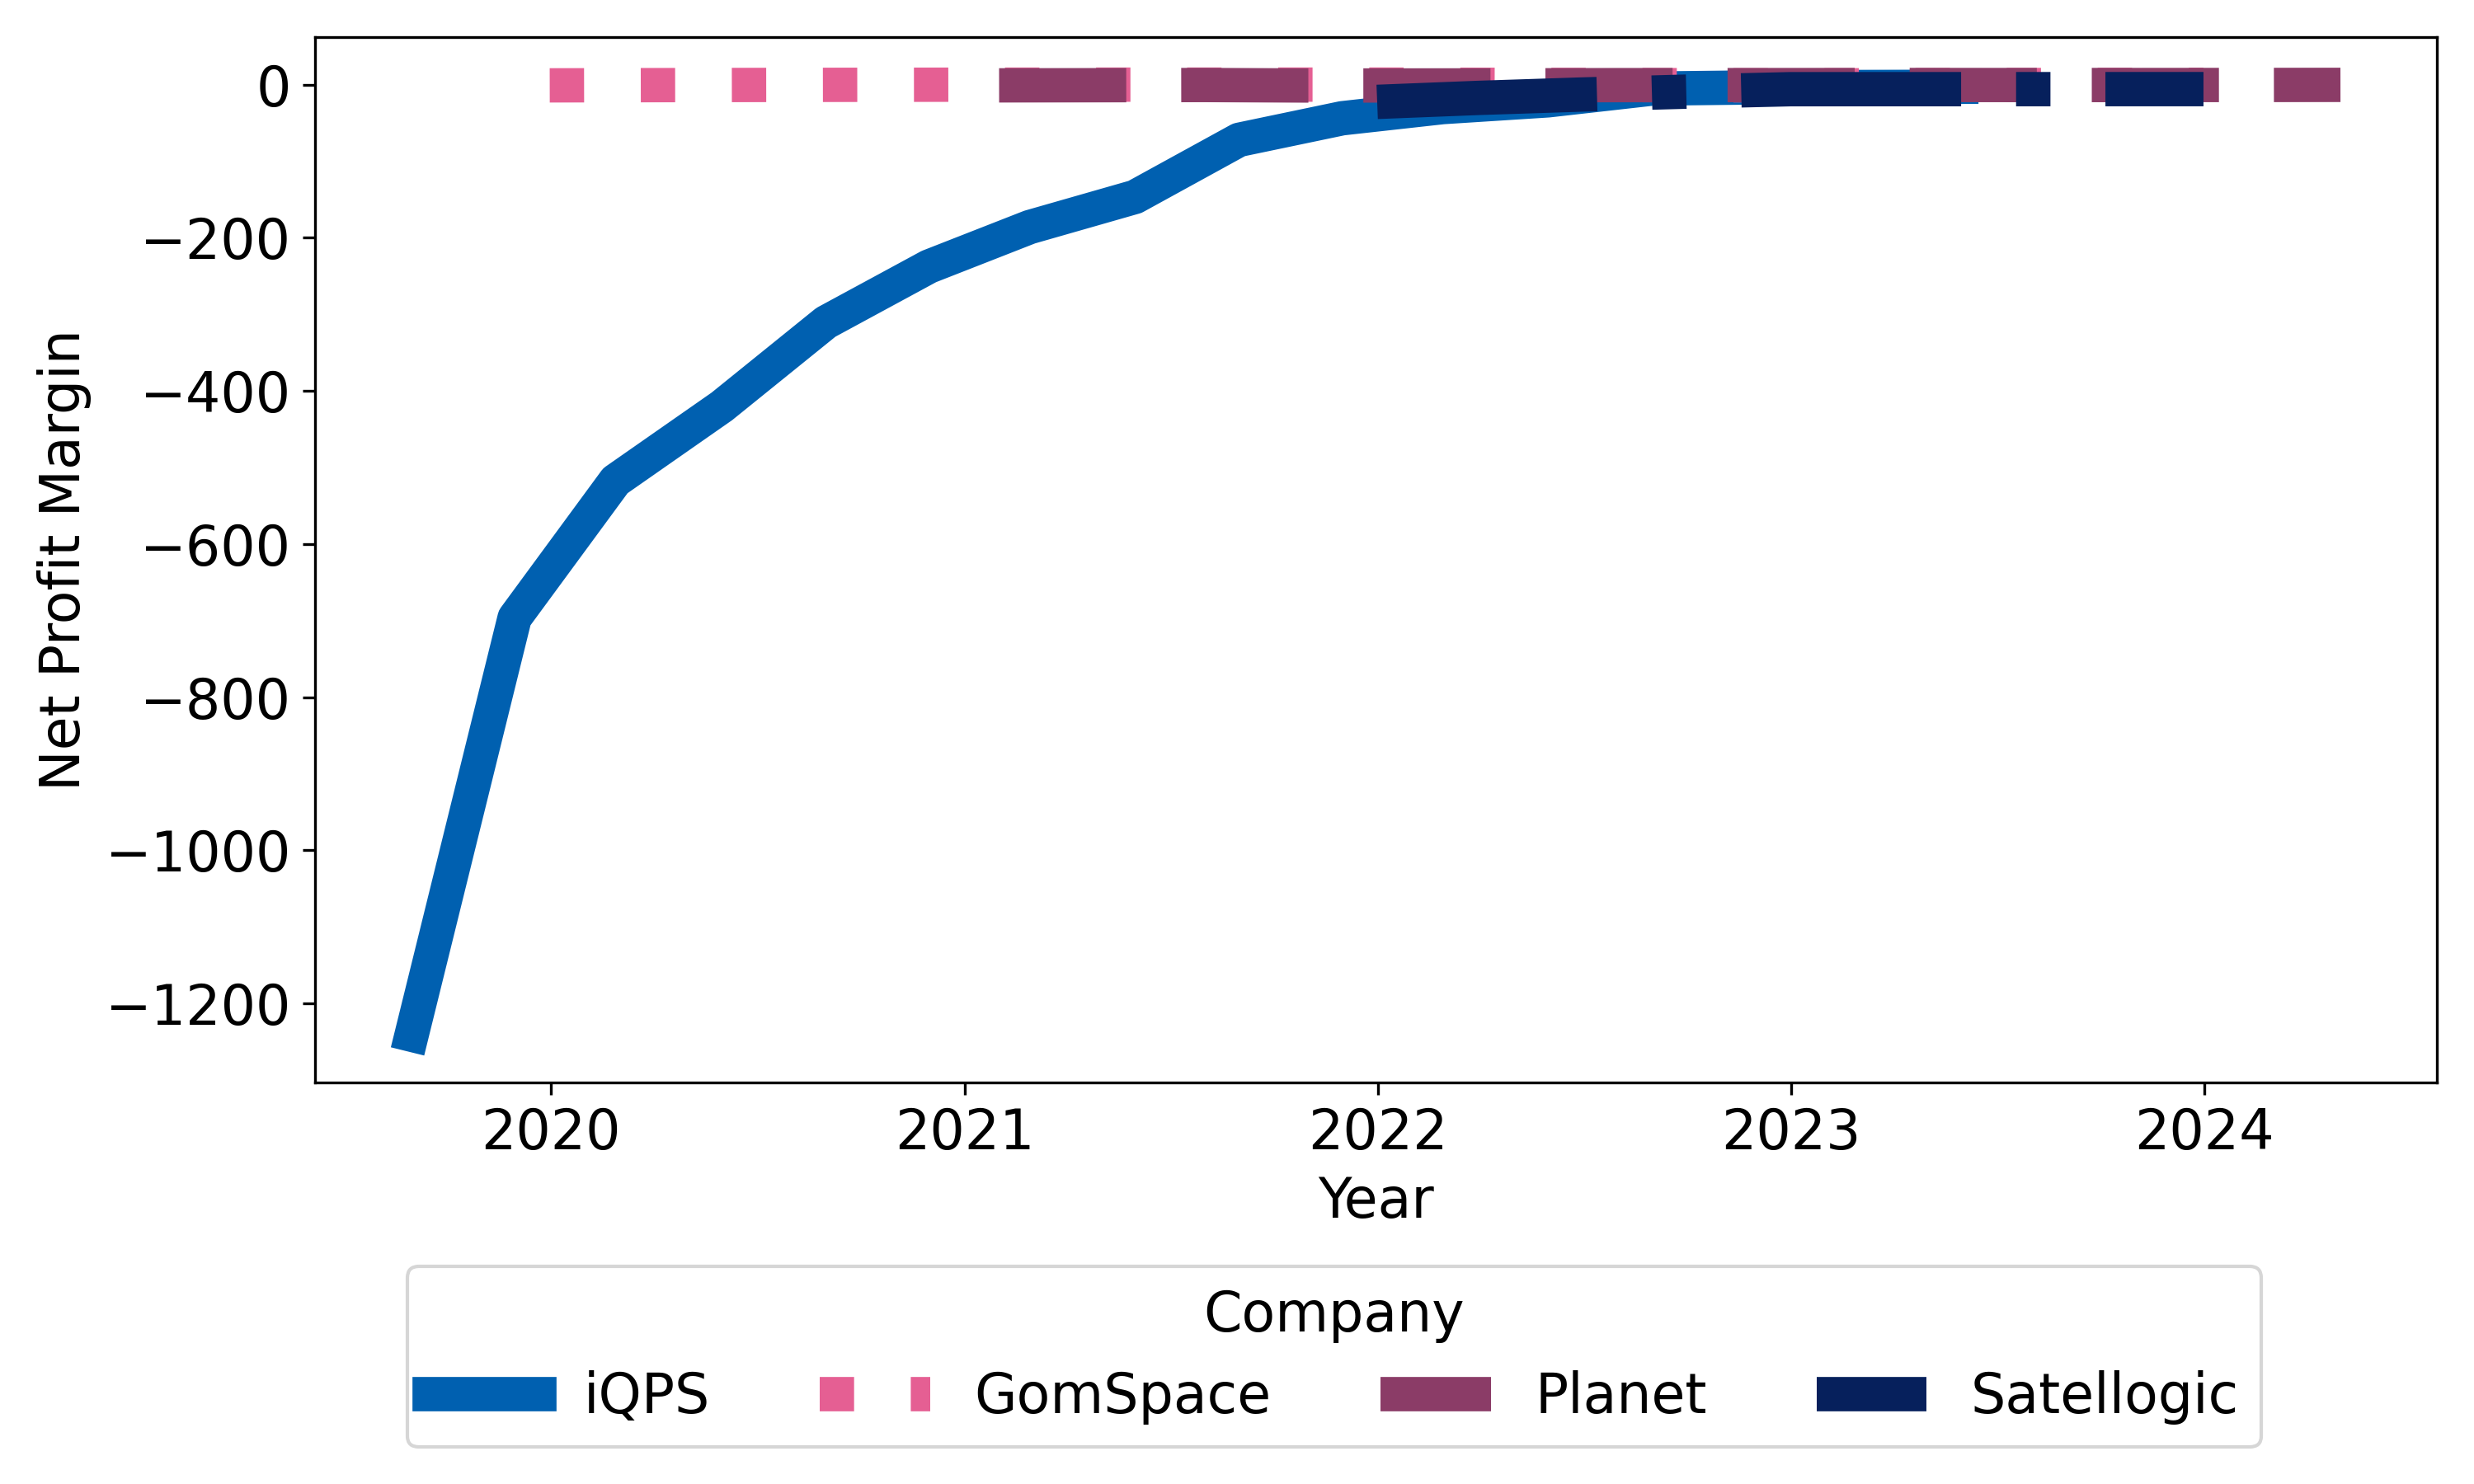 0
−200
−400
−600
−800
−1000
−1200
Net Profit Margin
2020 2021 2022 2023 2024
Year
Company
iQPS GomSpace Planet Satellogic